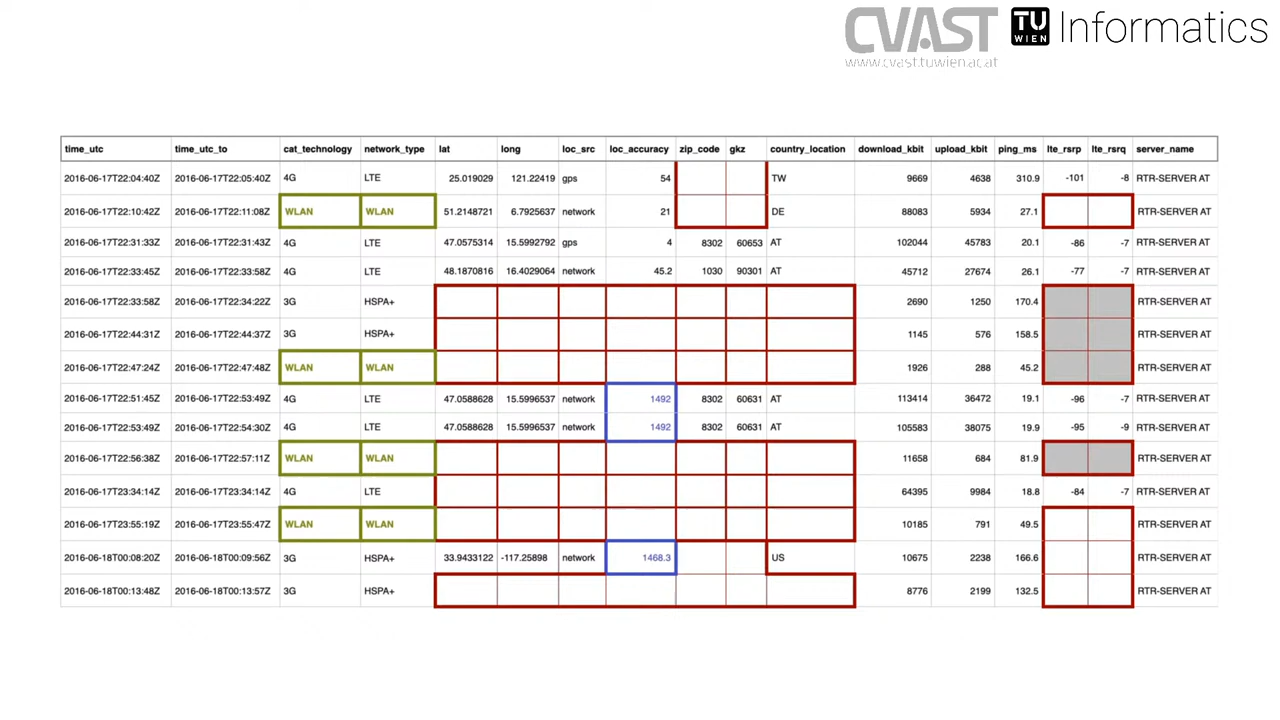 CVAST TU WIEN Informatics
www.cvast.tuwien.ac.at
time_utc time_utc_to cat_technology network_type lat long loc_src loc_accuracy zip_code gkz country_location download_kbit upload_kbit ping_ms lte_rsrp lte_rsrq server_name
2016-06-17T22:04:40Z 2016-06-17T22:05:40Z 4G LTE 25.019029 121.22419 gps 54 TW 9669 4638 310.9 -101 -8 RTR-SERVER AT
2016-06-17T22:10:42Z 2016-06-17T22:11:08Z WLAN WLAN 51.2148721 6.7925637 network 21 DE 88083 5934 27.1 RTR-SERVER AT
2016-06-17T22:31:33Z 2016-06-17T22:31:43Z 4G LTE 47.0575314 15.5992792 gps 4 8302 60653 AT 102044 45783 20.1 -86 -7 RTR-SERVER AT
2016-06-17T22:33:45Z 2016-06-17T22:33:58Z 4G LTE 48.1870816 16.4029064 network 45.2 1030 90301 AT 45712 27674 26.1 -77 -7 RTR-SERVER AT
2016-06-17T22:33:58Z 2016-06-17T22:34:22Z 3G HSPA+ 2690 1250 170.4 RTR-SERVER AT
2016-06-17T22:44:31Z 2016-06-17T22:44:37Z 3G HSPA+ 1145 576 158.5 RTR-SERVER AT
2016-06-17T22:47:24Z 2016-06-17T22:47:48Z WLAN WLAN 1926 288 45.2 RTR-SERVER AT
2016-06-17T22:51:45Z 2016-06-17T22:53:49Z 4G LTE 47.0588628 15.5996537 network 1492 8302 60631 AT 113414 36472 19.1 -96 -7 RTR-SERVER AT
2016-06-17T22:53:49Z 2016-06-17T22:54:30Z 4G LTE 47.0588628 15.5996537 network 1492 8302 60631 AT 105583 38075 19.9 -95 -9 RTR-SERVER AT
2016-06-17T22:56:38Z 2016-06-17T22:57:11Z WLAN WLAN 11658 684 81.9 RTR-SERVER AT
2016-06-17T23:34:14Z 2016-06-17T23:34:14Z 4G LTE 64395 9984 18.8 -84 -7 RTR-SERVER AT
2016-06-17T23:55:19Z 2016-06-17T23:55:47Z WLAN WLAN 10185 791 49.5 RTR-SERVER AT
2016-06-18T00:08:20Z 2016-06-18T00:09:56Z 3G HSPA+ 33.9433122 -117.25898 network 1468.3 US 10675 2238 166.6 RTR-SERVER AT
2016-06-18T00:13:48Z 2016-06-18T00:13:57Z 3G HSPA+ 8776 2199 132.5 RTR-SERVER AT